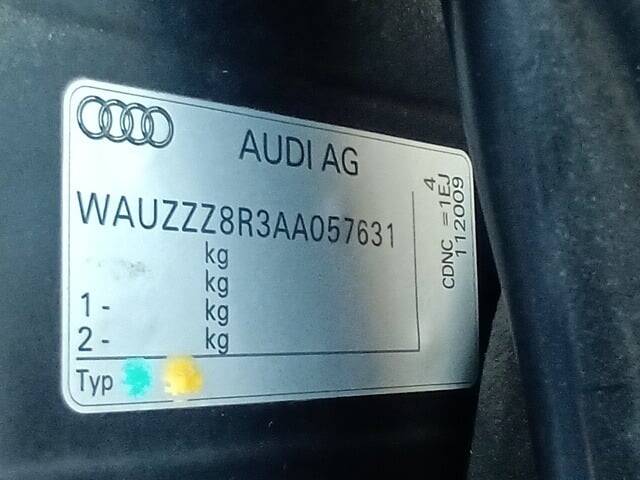 AUDI AG
WAUZZZ8R3AA057631
kg
kg
1 - kg
2 - kg
Typ
4
CDNC = 1EJ
112009